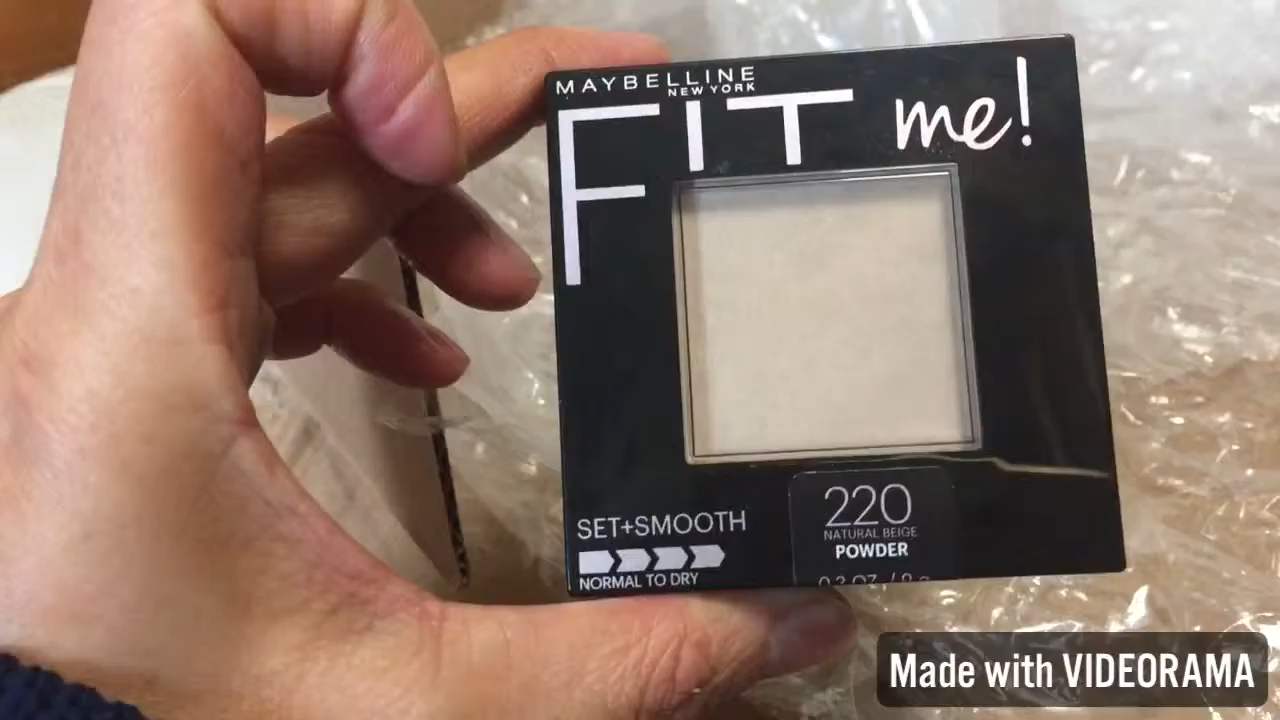 MAYBELLINE
NEW YORK
FIT me!
SET+SMOOTH
NORMAL TO DRY
220
NATURAL BEIGE
POWDER
Made with VIDEORAMA